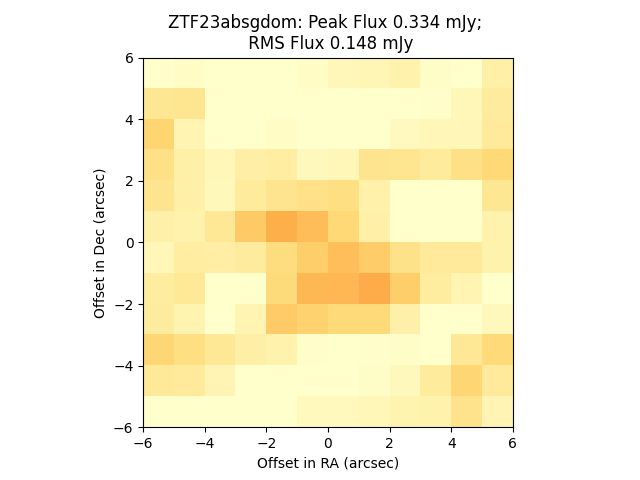 ZTF23absgdom: Peak Flux 0.334 mJy;
RMS Flux 0.148 mJy
6
4
2
0
−2
−4
−6
Offset in Dec (arcsec)
−6 −4 −2 0 2 4 6
Offset in RA (arcsec)